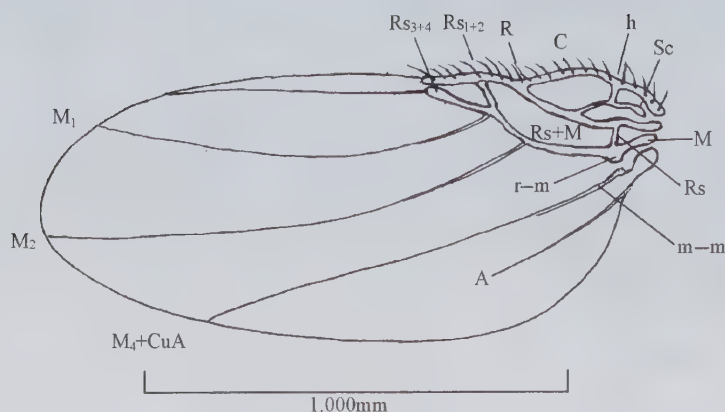 Rs3+4 Rs1+2 R C h Sc
M1 Rs+M M
r—m Rs
M2 m—m
A
M4+CuA
1.000mm